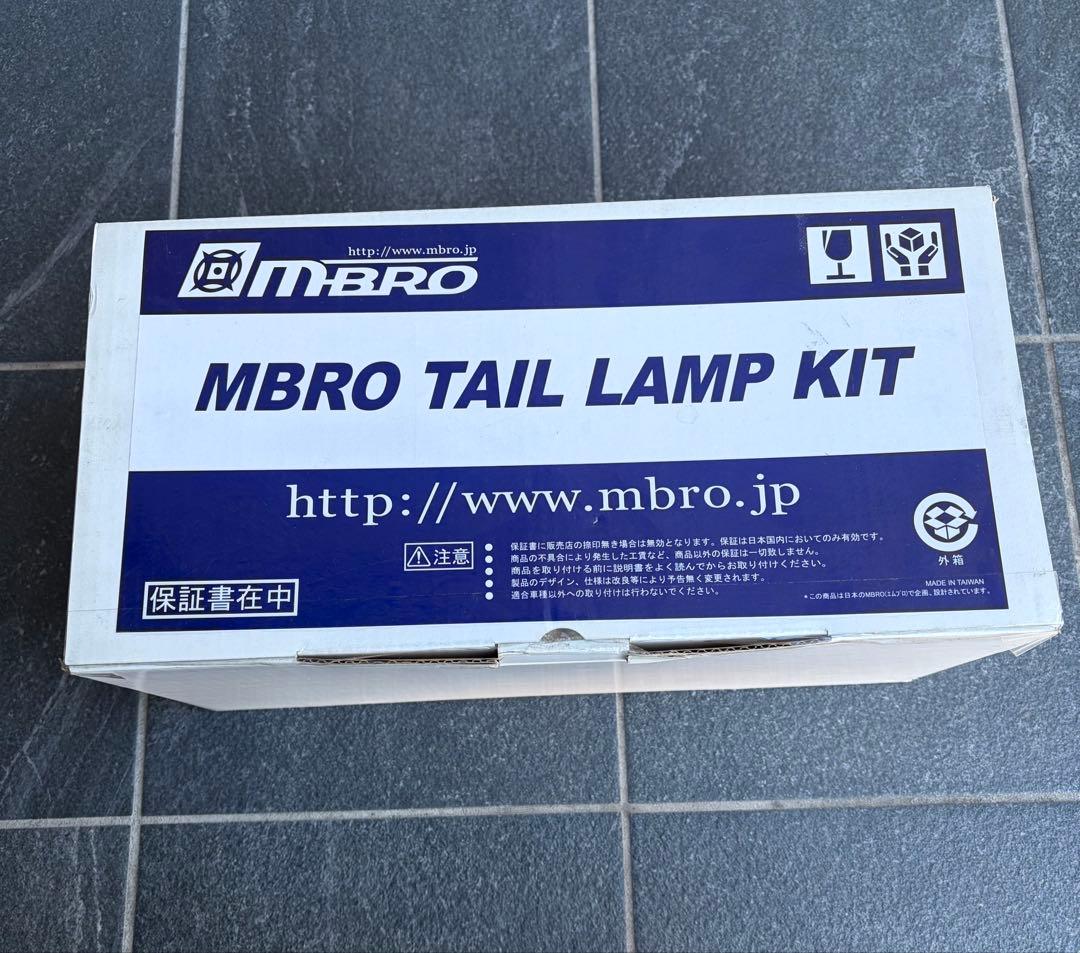 http://www.mbro.jp
M-BRO
MBRO TAIL LAMP KIT
http://www.mbro.jp
注意
● 保証書に販売店の捺印無き場合は無効となります。保証は日本国内においてのみ有効です。
● 商品の不具合により発生した工賃など、商品以外の保証は一切致しません。
● 商品を取り付ける前に説明書をよく読んでからお取り付けください。
● 製品のデザイン、仕様は改良等により予告無く変更されます。
● 適合車種以外への取り付けは行わないでください。
保証書在中
外箱
MADE IN TAIWAN
*この商品は日本のMBRO(エムブロ)で企画、設計されています。